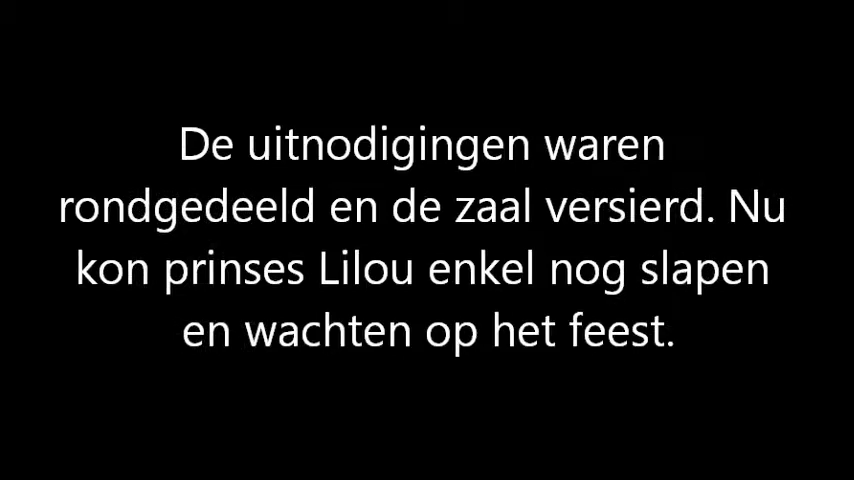 De uitnodigingen waren
rondgedeeld en de zaal versierd. Nu
kon prinses Lilou enkel nog slapen
en wachten op het feest.